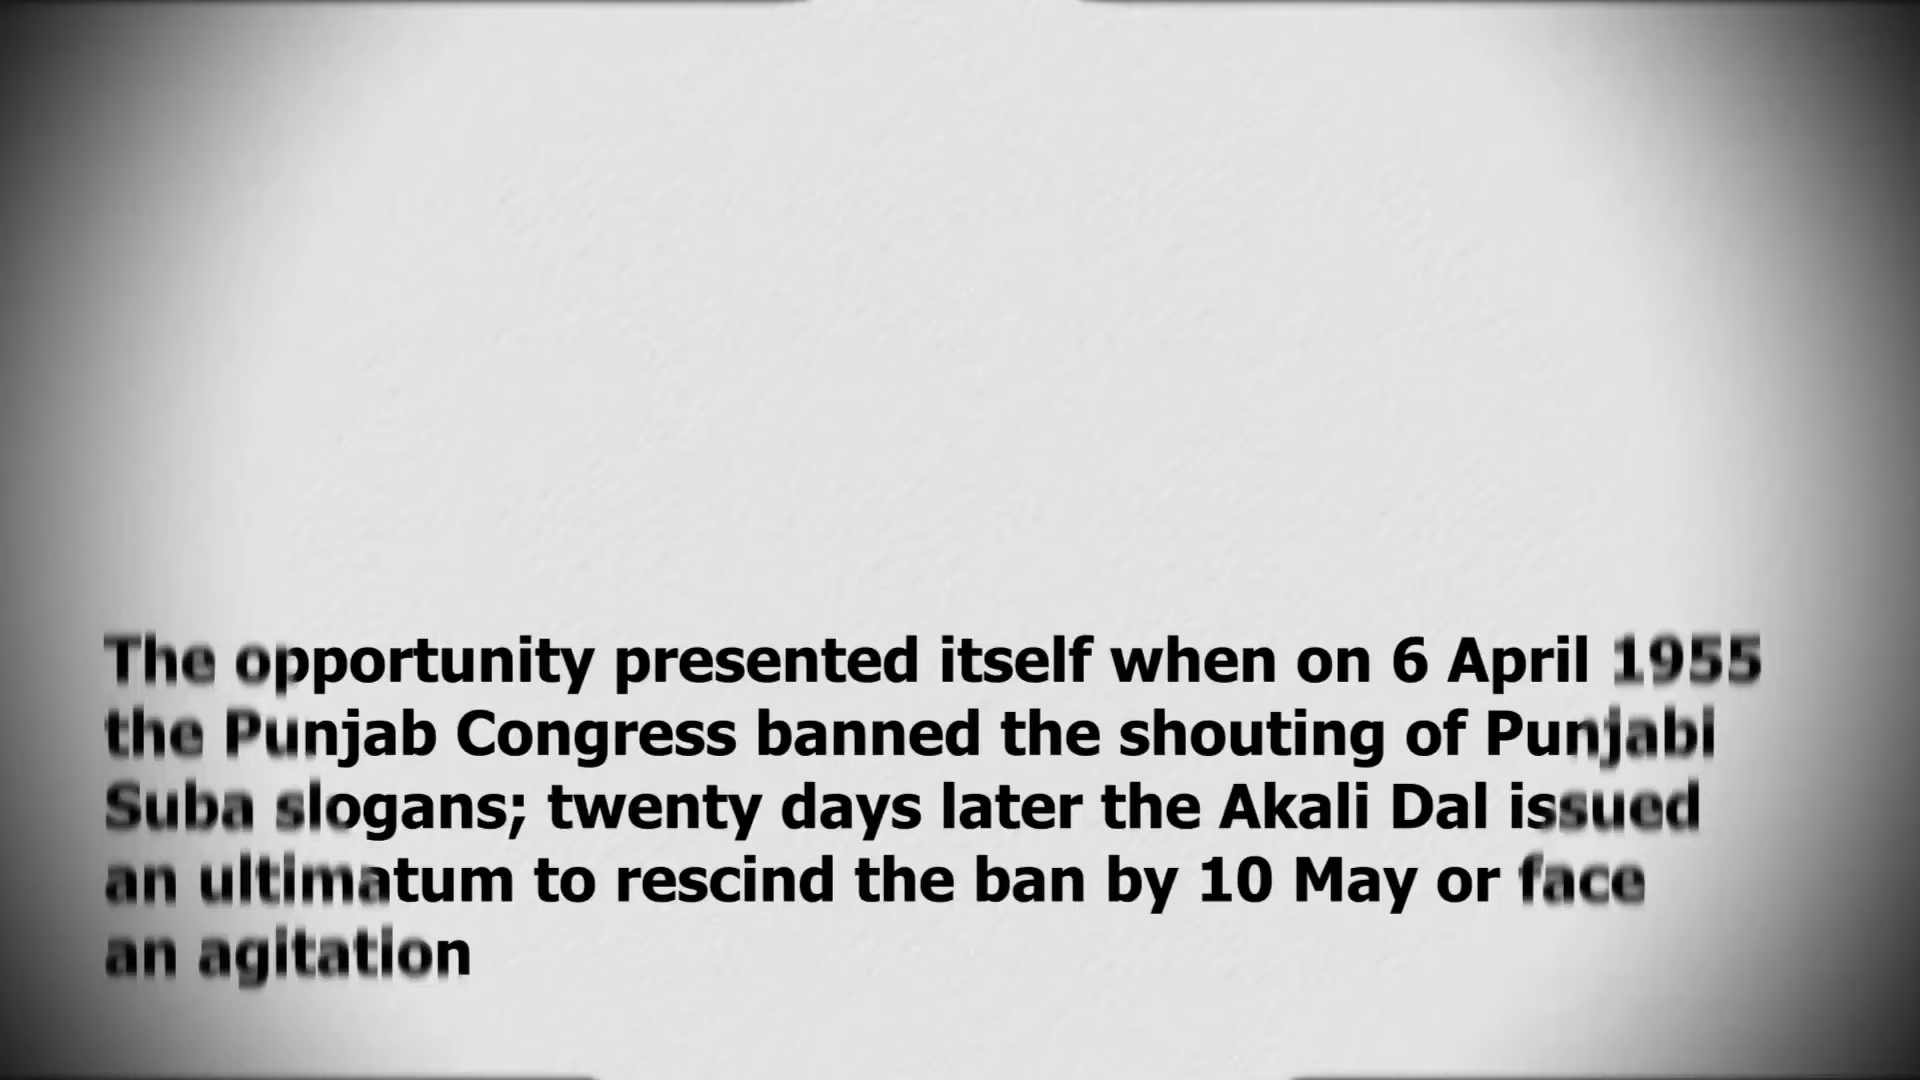 The opportunity presented itself when on 6 April 1955
the Punjab Congress banned the shouting of Punjabi
Suba slogans; twenty days later the Akali Dal issued
an ultimatum to rescind the ban by 10 May or face
an agitation